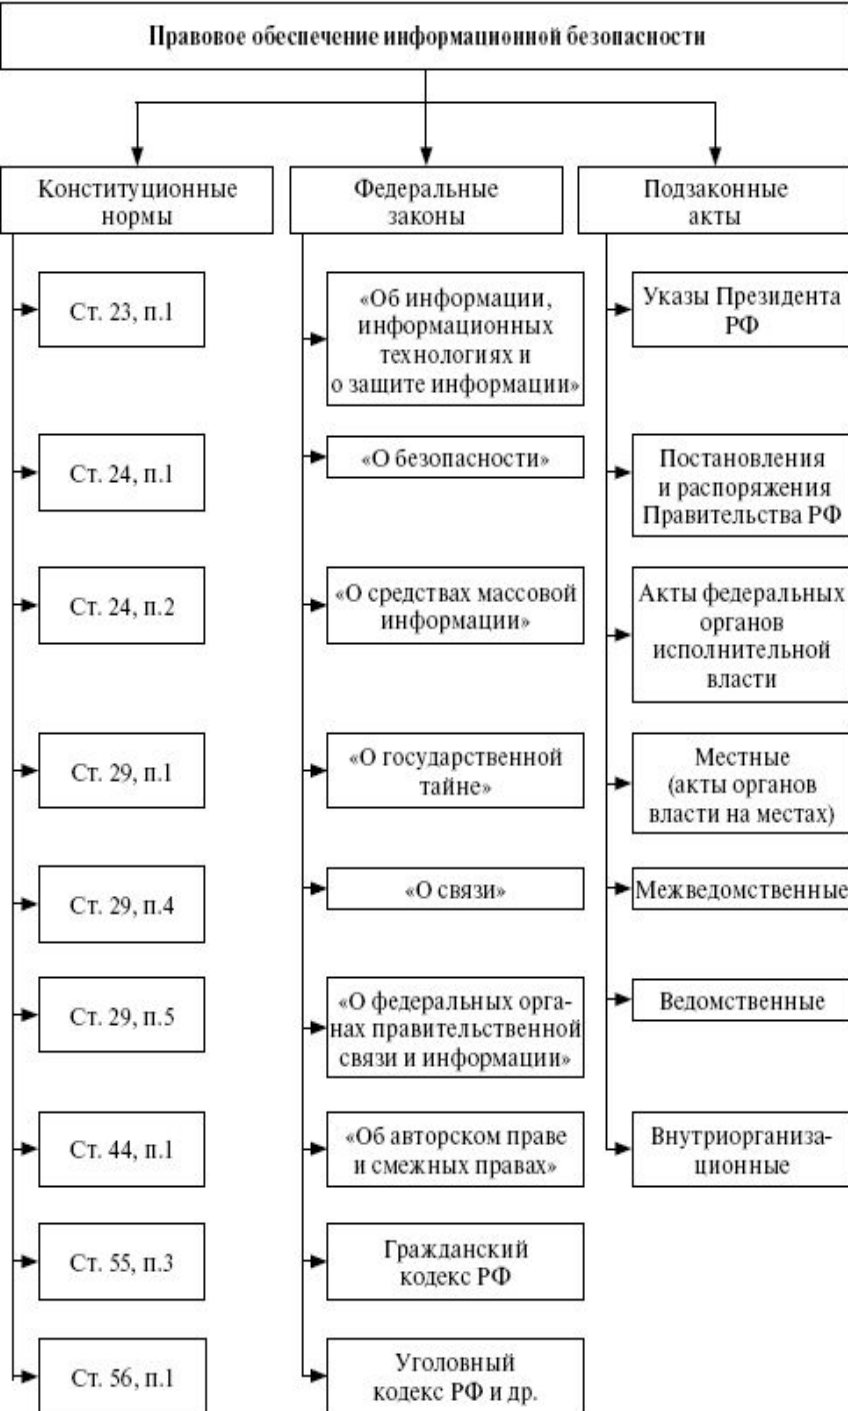 Правовое обеспечение информационной безопасности
Конституционные
нормы
Ст. 23, п.1
Ст. 24, п.1
Ст. 24, п.2
Ст. 29, п.1
Ст. 29, п.4
Ст. 29, п.5
Ст. 44, п.1
Ст. 55, п.3
Ст. 56, п.1
Федеральные
законы
«Об информации,
информационных
технологиях и
о защите информации»
«О безопасности»
«О средствах массовой
информации»
«О государственной
тайне»
«О связи»
«О федеральных орга-
нах правительственной
связи и информации»
«Об авторском праве
и смежных правах»
Гражданский
кодекс РФ
Уголовный
кодекс РФ и др.
Подзаконные
акты
Указы Президента
РФ
Постановления
и распоряжения
Правительства РФ
Акты федеральных
органов
исполнительной
власти
Местные
(акты органов
власти на местах)
Межведомственные
Ведомственные
Внутриорганиза-
ционные